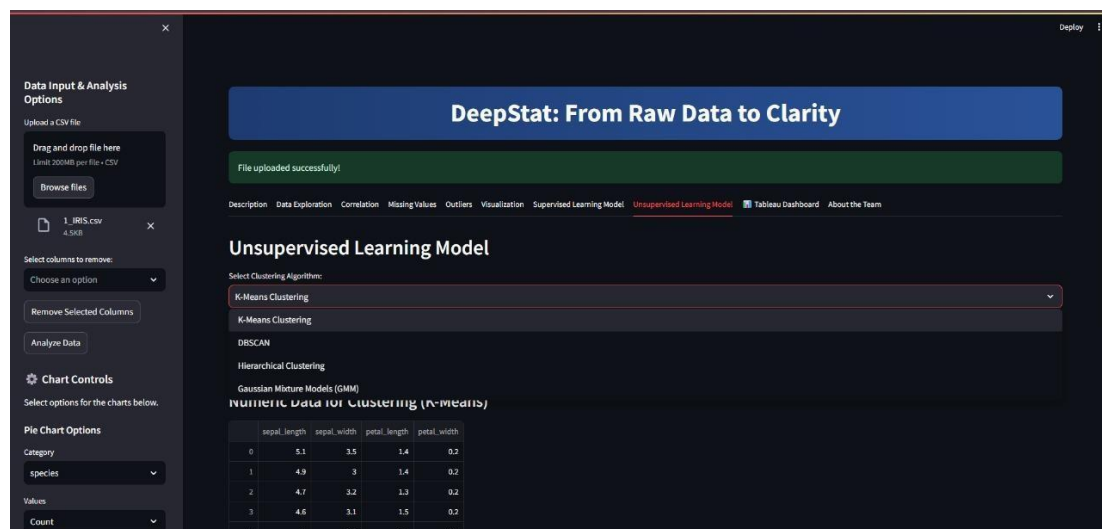 Deploy
Data Input & Analysis
Options
Upload a CSV file
Drag and drop file here
Limit 200MB per file • CSV
Browse files
1_IRIS.csv
4.5KB
Select columns to remove:
Choose an option
Remove Selected Columns
Analyze Data
Chart Controls
Select options for the charts below.
Pie Chart Options
Category
species
Values
Count
DeepStat: From Raw Data to Clarity
File uploaded successfully!
Description Data Exploration Correlation Missing Values Outliers Visualization Supervised Learning Model Unsupervised Learning Model Tableau Dashboard About the Team
Unsupervised Learning Model
Select Clustering Algorithm:
K-Means Clustering
K-Means Clustering
DBSCAN
Hierarchical Clustering
Gaussian Mixture Models (GMM)
Numeric Data for Clustering (K-Means)
sepal_length sepal_width petal_length petal_width
0 5.1 3.5 1.4 0.2
1 4.9 3 1.4 0.2
2 4.7 3.2 1.3 0.2
3 4.6 3.1 1.5 0.2